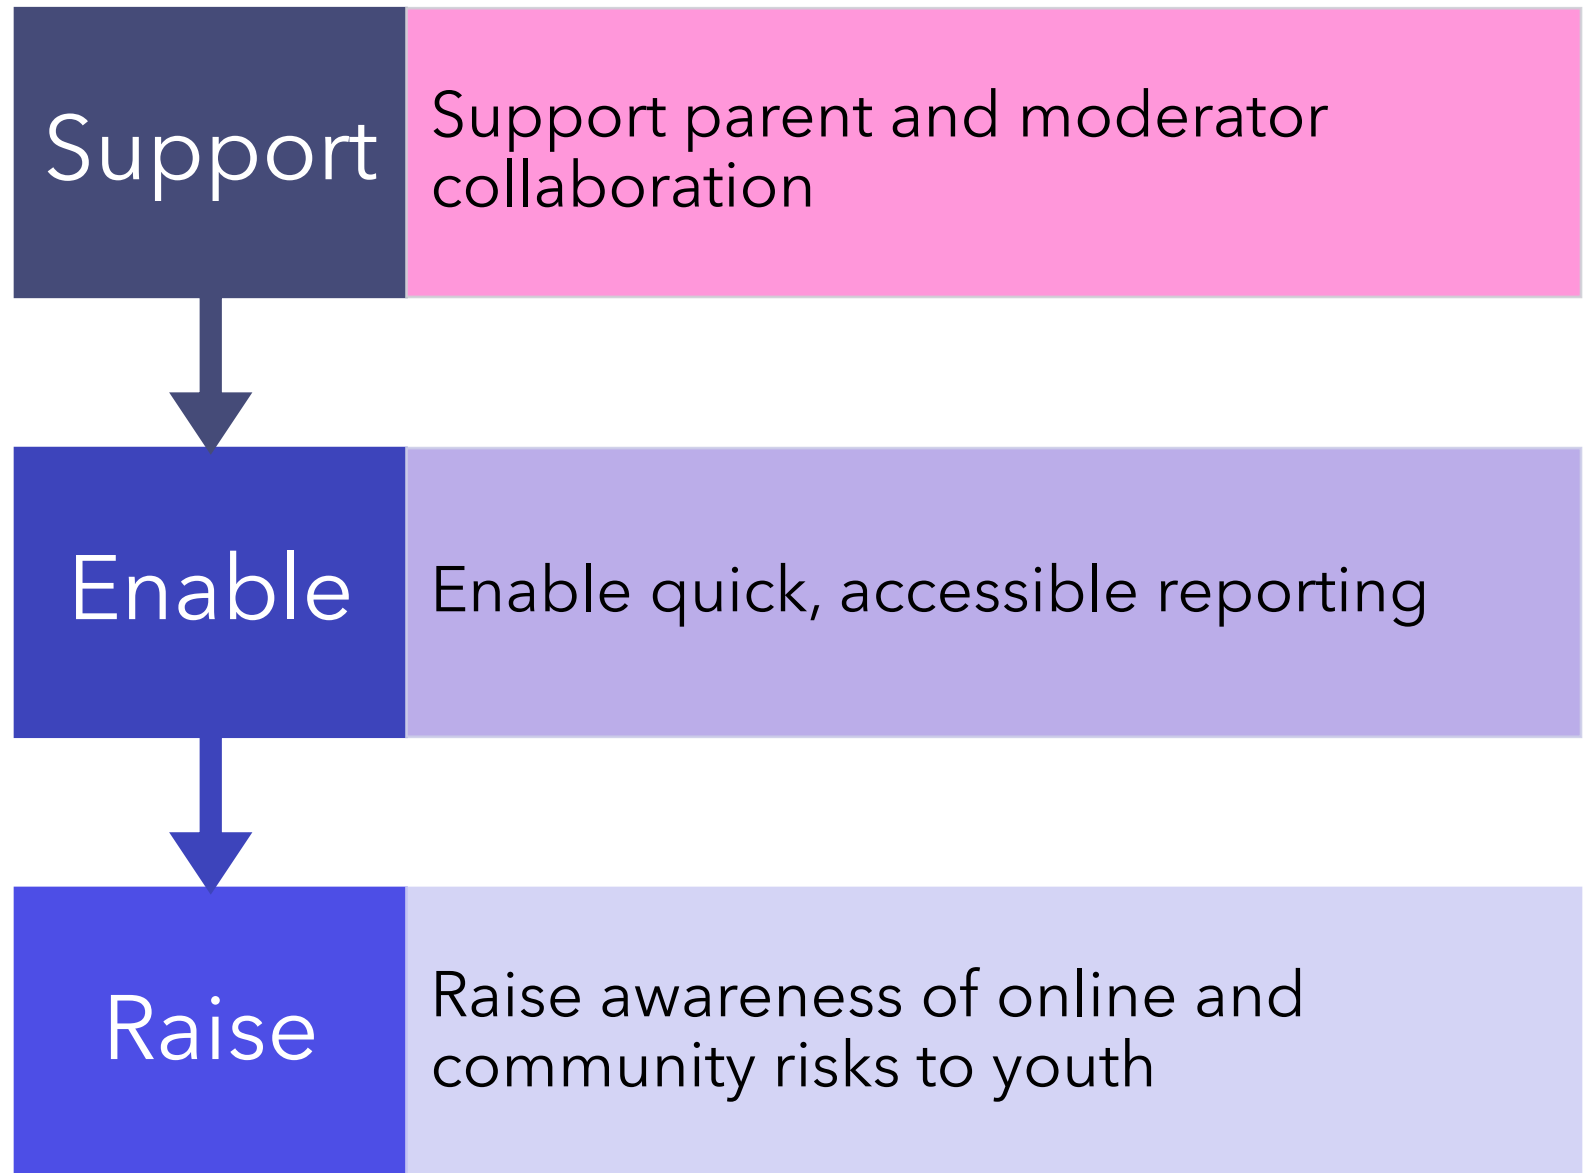 Support
Support parent and moderator
collaboration
Enable
Enable quick, accessible reporting
Raise
Raise awareness of online and
community risks to youth